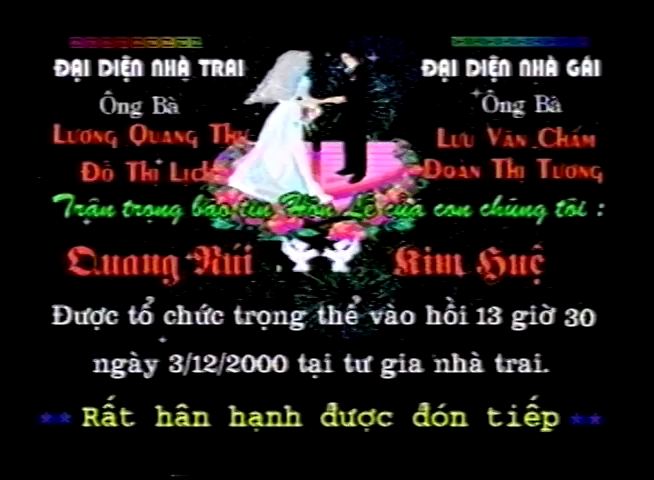 ĐẠI DIỆN NHÀ TRAI
Ông Bà
LƯƠNG QUANG THU
ĐỖ THỊ LỊCH
ĐẠI DIỆN NHÀ GÁI
Ông Bà
LƯU VĂN CHẤM
ĐOÀN THỊ TƯƠNG
Trân trọng báo tin Hôn Lễ của con chúng tôi :
Quang Núi
Kim Huệ
Được tổ chức trọng thể vào hồi 13 giờ 30
ngày 3/12/2000 tại tư gia nhà trai.
** Rất hân hạnh được đón tiếp **